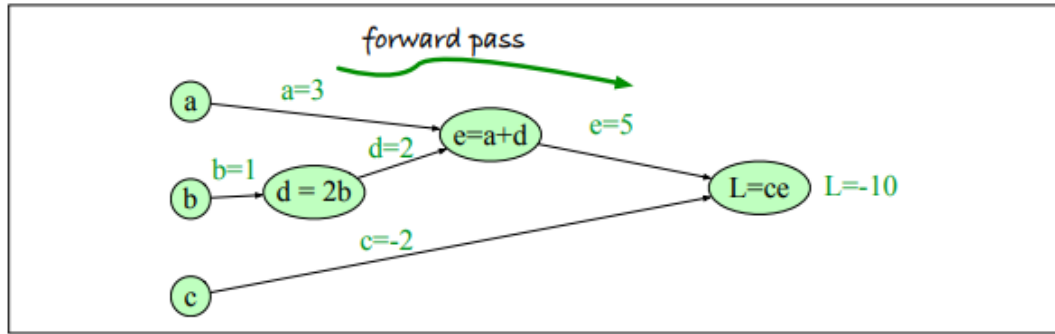 forward pass
a
a=3
e=a+d
e=5
d=2
b=1
b
d = 2b
L=ce
L=-10
c=-2
c